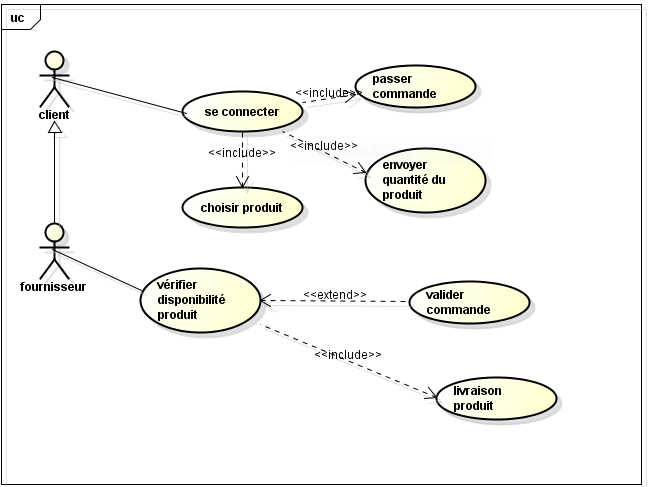 uc
client
se connecter
<<include>>
passer
commande
<<include>>
envoyer
quantité du
produit
<<include>>
choisir produit
fournisseur
vérifier
disponibilité
produit
<<extend>>
valider
commande
<<include>>
livraison
produit